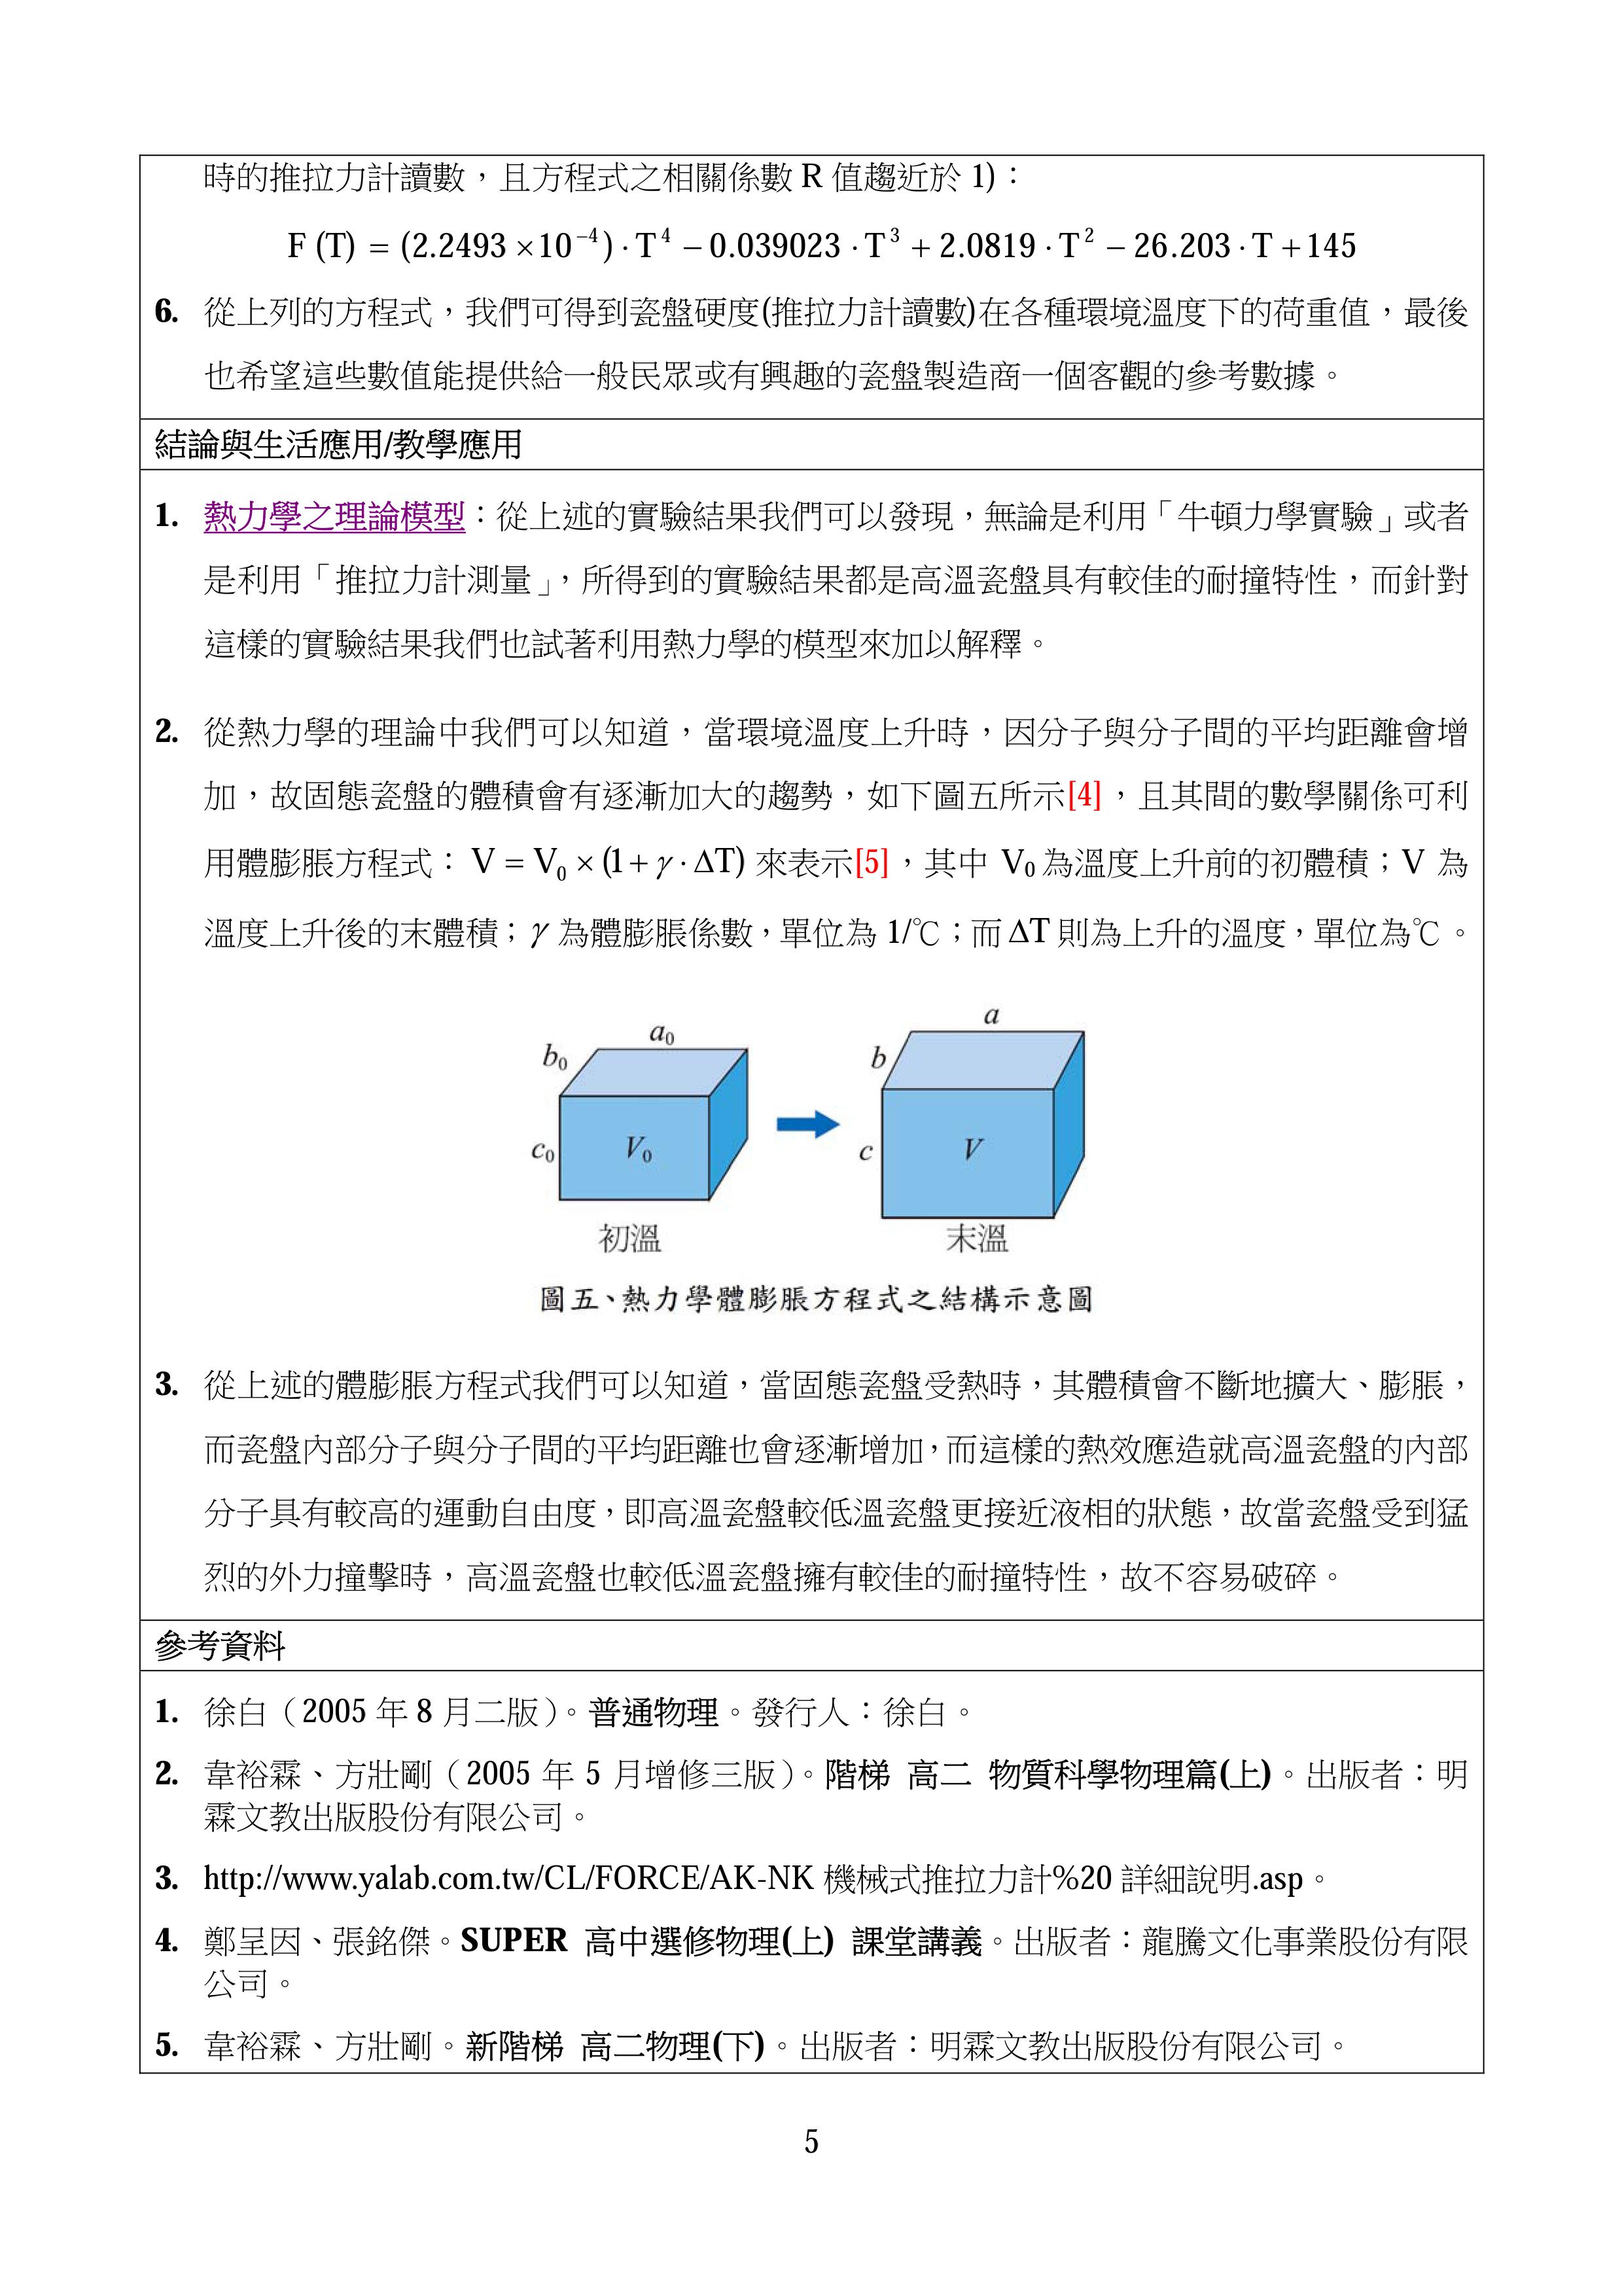 時的推拉力計讀數，且方程式之相關係數 R 值趨近於 1)：
F (T) = (2.2493 ×10⁻⁴) · T⁴ − 0.039023 · T³ + 2.0819 · T² − 26.203 · T + 145
6. 從上列的方程式，我們可得到瓷盤硬度(推拉力計讀數)在各種環境溫度下的荷重值，最後
也希望這些數值能提供給一般民眾或有興趣的瓷盤製造商一個客觀的參考數據。
結論與生活應用/教學應用
1. 熱力學之理論模型：從上述的實驗結果我們可以發現，無論是利用「牛頓力學實驗」或者
是利用「推拉力計測量」，所得到的實驗結果都是高溫瓷盤具有較佳的耐撞特性，而針對
這樣的實驗結果我們也試著利用熱力學的模型來加以解釋。
2. 從熱力學的理論中我們可以知道，當環境溫度上升時，因分子與分子間的平均距離會增
加，故固態瓷盤的體積會有逐漸加大的趨勢，如下圖五所示[4]，且其間的數學關係可利
用體膨脹方程式：V = V₀ × (1 + γ · ΔT) 來表示[5]，其中 V₀ 為溫度上升前的初體積；V 為
溫度上升後的末體積；γ 為體膨脹係數，單位為 1/℃；而 ΔT 則為上升的溫度，單位為℃。
a₀
b₀
c₀
V₀
初溫
a
b
c
V
末溫
圖五、熱力學體膨脹方程式之結構示意圖
3. 從上述的體膨脹方程式我們可以知道，當固態瓷盤受熱時，其體積會不斷地擴大、膨脹，
而瓷盤內部分子與分子間的平均距離也會逐漸增加，而這樣的熱效應造就高溫瓷盤的內部
分子具有較高的運動自由度，即高溫瓷盤較低溫瓷盤更接近液相的狀態，故當瓷盤受到猛
烈的外力撞擊時，高溫瓷盤也較低溫瓷盤擁有較佳的耐撞特性，故不容易破碎。
參考資料
1. 徐白（2005 年 8 月二版）。普通物理。發行人：徐白。
2. 韋裕霖、方壯剛（2005 年 5 月增修三版）。階梯 高二 物質科學物理篇(上)。出版者：明
霖文教出版股份有限公司。
3. http://www.yalab.com.tw/CL/FORCE/AK-NK 機械式推拉力計%20 詳細說明.asp。
4. 鄭呈因、張銘傑。SUPER 高中選修物理(上) 課堂講義。出版者：龍騰文化事業股份有限
公司。
5. 韋裕霖、方壯剛。新階梯 高二物理(下)。出版者：明霖文教出版股份有限公司。
5